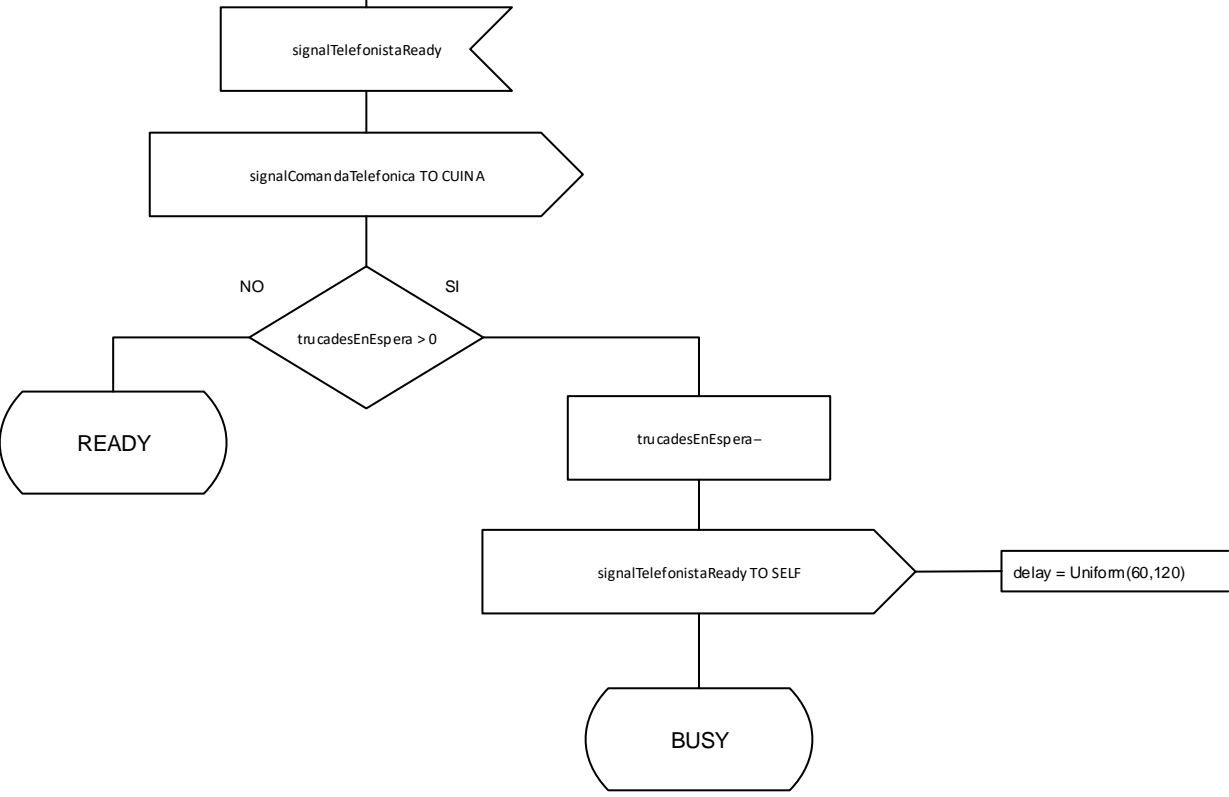 signalTelefonistaReady
signalComandaTelefonica TO CUINA
NO
SI
trucadesEnEspera > 0
READY
trucadesEnEspera–
signalTelefonistaReady TO SELF
delay = Uniform(60,120)
BUSY